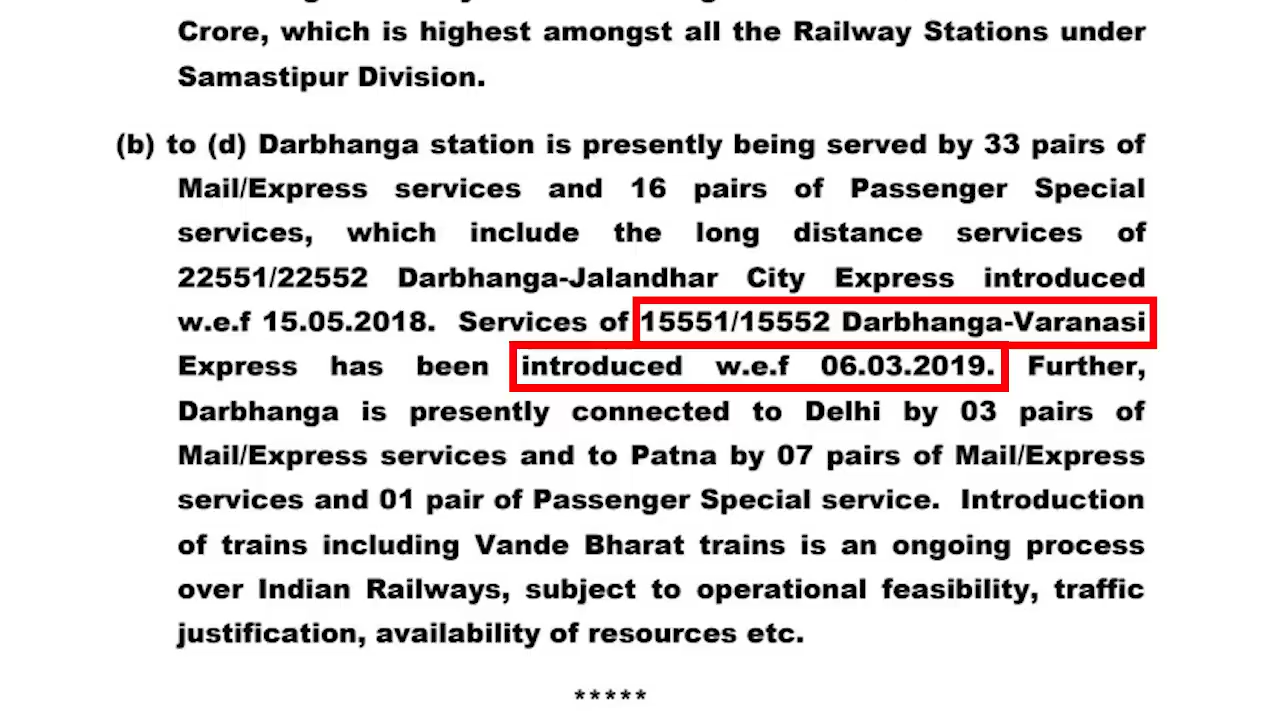 Crore, which is highest amongst all the Railway Stations under
Samastipur Division.
(b) to (d) Darbhanga station is presently being served by 33 pairs of
Mail/Express services and 16 pairs of Passenger Special
services, which include the long distance services of
22551/22552 Darbhanga-Jalandhar City Express introduced
w.e.f 15.05.2018. Services of 15551/15552 Darbhanga-Varanasi
Express has been introduced w.e.f 06.03.2019. Further,
Darbhanga is presently connected to Delhi by 03 pairs of
Mail/Express services and to Patna by 07 pairs of Mail/Express
services and 01 pair of Passenger Special service. Introduction
of trains including Vande Bharat trains is an ongoing process
over Indian Railways, subject to operational feasibility, traffic
justification, availability of resources etc.
*****